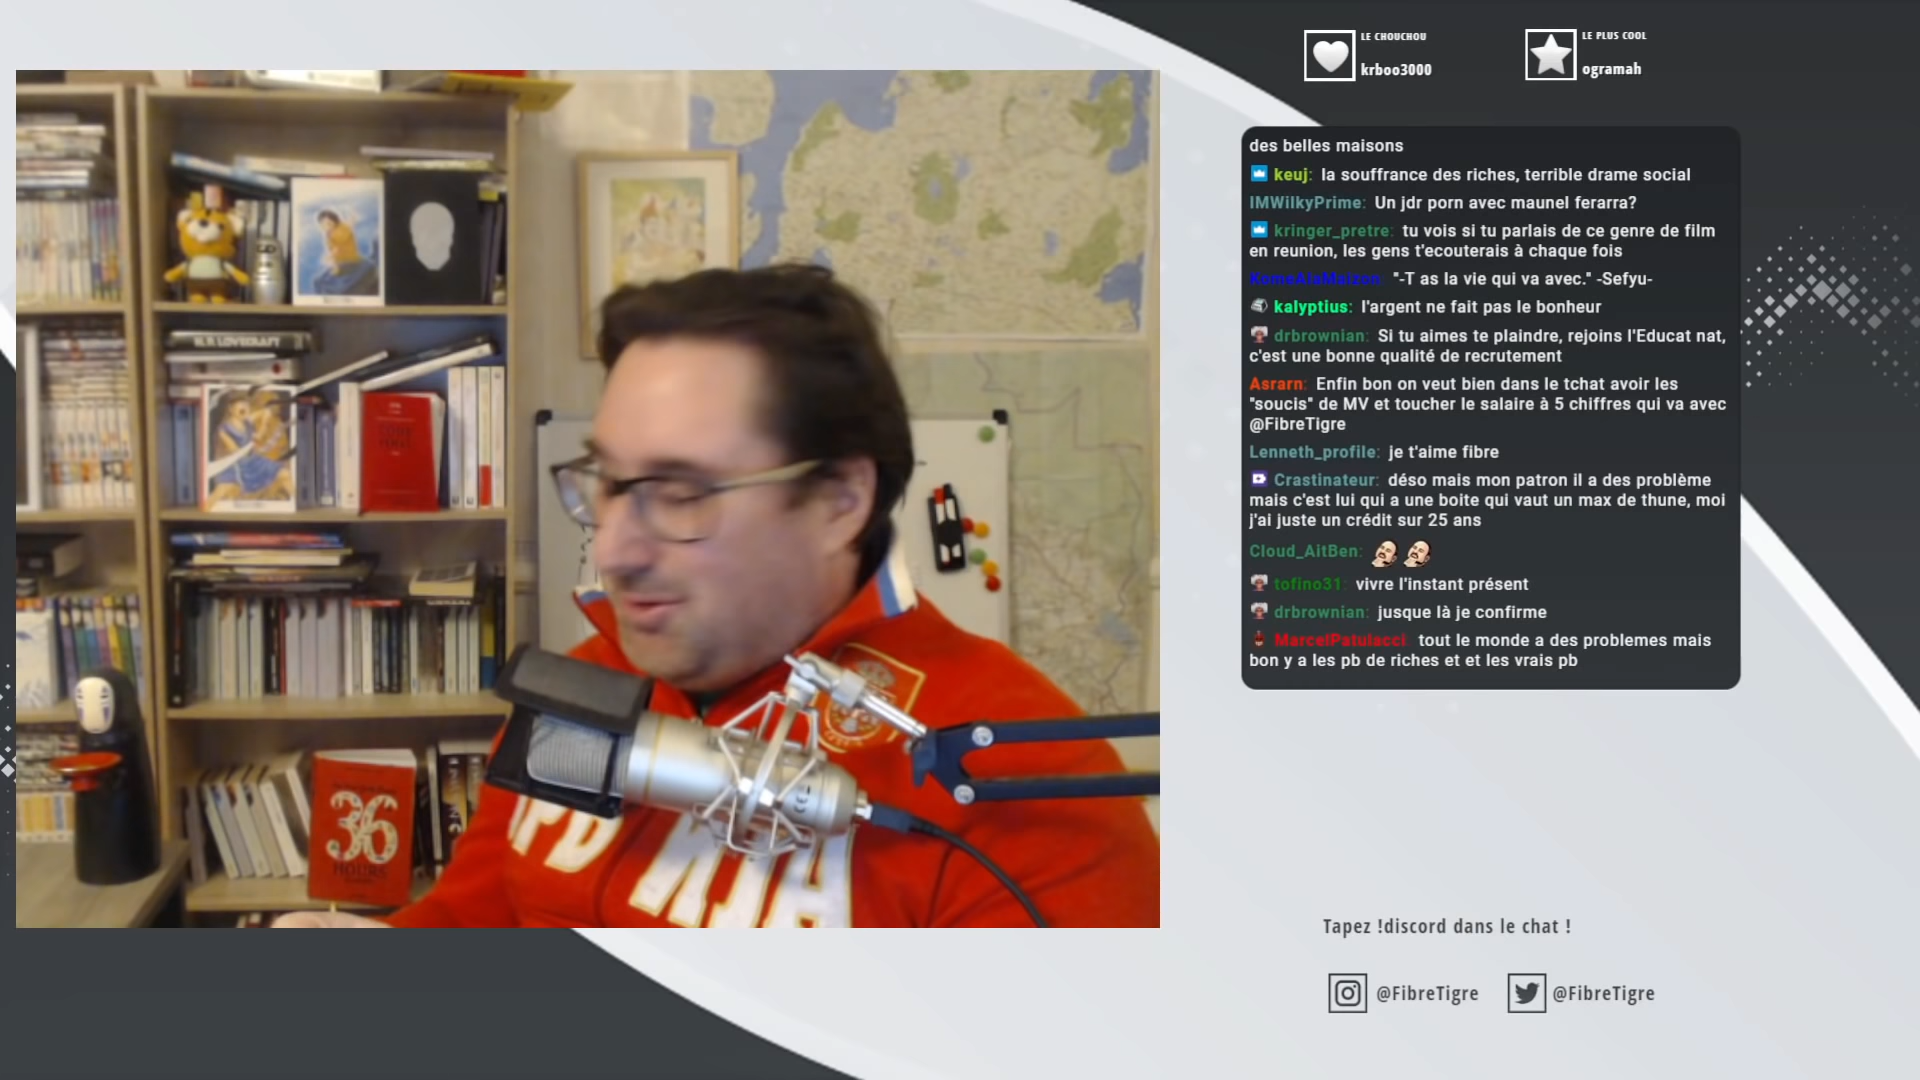 LE CHOUCHOU
krboo3000
LE PLUS COOL
ogramah
des belles maisons
keuj: la souffrance des riches, terrible drame social
IMWilkyPrime: Un jdr porn avec maunel ferarra?
kringer_pretre: tu vois si tu parlais de ce genre de film
en reunion, les gens t'ecouterais à chaque fois
KomeAlaMaizon: "-T as la vie qui va avec." -Sefyu-
kalyptius: l'argent ne fait pas le bonheur
drbrownian: Si tu aimes te plaindre, rejoins l'Educat nat,
c'est une bonne qualité de recrutement
Asrarn: Enfin bon on veut bien dans le tchat avoir les
"soucis" de MV et toucher le salaire à 5 chiffres qui va avec
@FibreTigre
Lenneth_profile: je t'aime fibre
Crastinateur: déso mais mon patron il a des problème
mais c'est lui qui a une boite qui vaut un max de thune, moi
j'ai juste un crédit sur 25 ans
Cloud_AitBen:
tofino31: vivre l'instant présent
drbrownian: jusque là je confirme
MarcelPatulacci: tout le monde a des problemes mais
bon y a les pb de riches et et les vrais pb
H.P. LOVECRAFT
36
HOURS
Tapez !discord dans le chat !
@FibreTigre
@FibreTigre